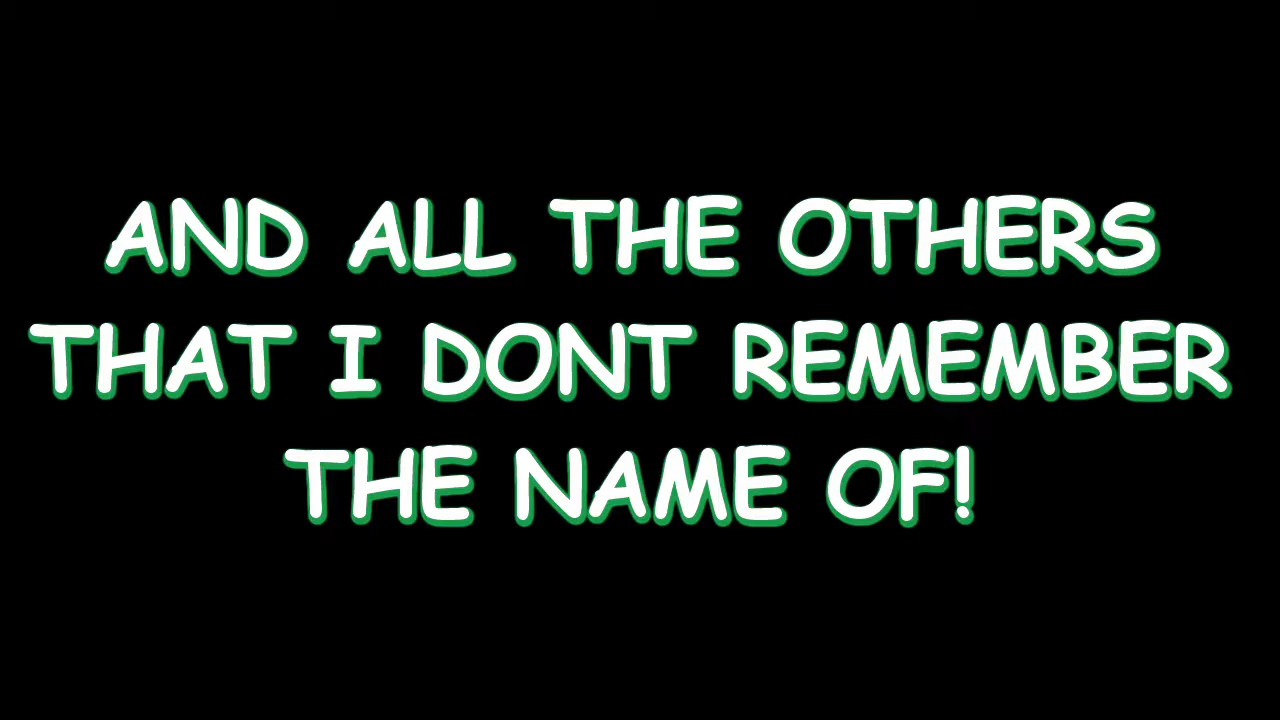 AND ALL THE OTHERS
THAT I DONT REMEMBER
THE NAME OF!